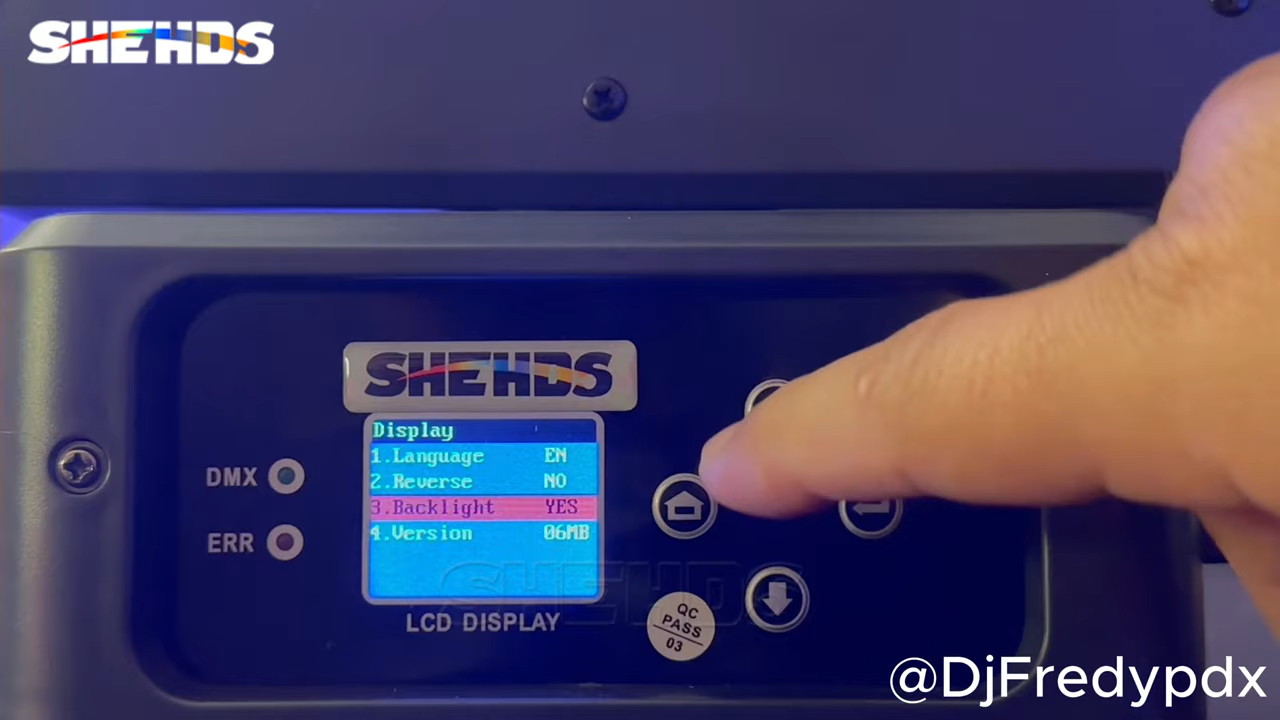 SHEHDS
SHEHDS
Display
1.Language EN
2.Reverse NO
3.Backlight YES
4.Version 06MB
DMX
ERR
SHEHDS
LCD DISPLAY
QC
PASS
03
@DjFredypdx